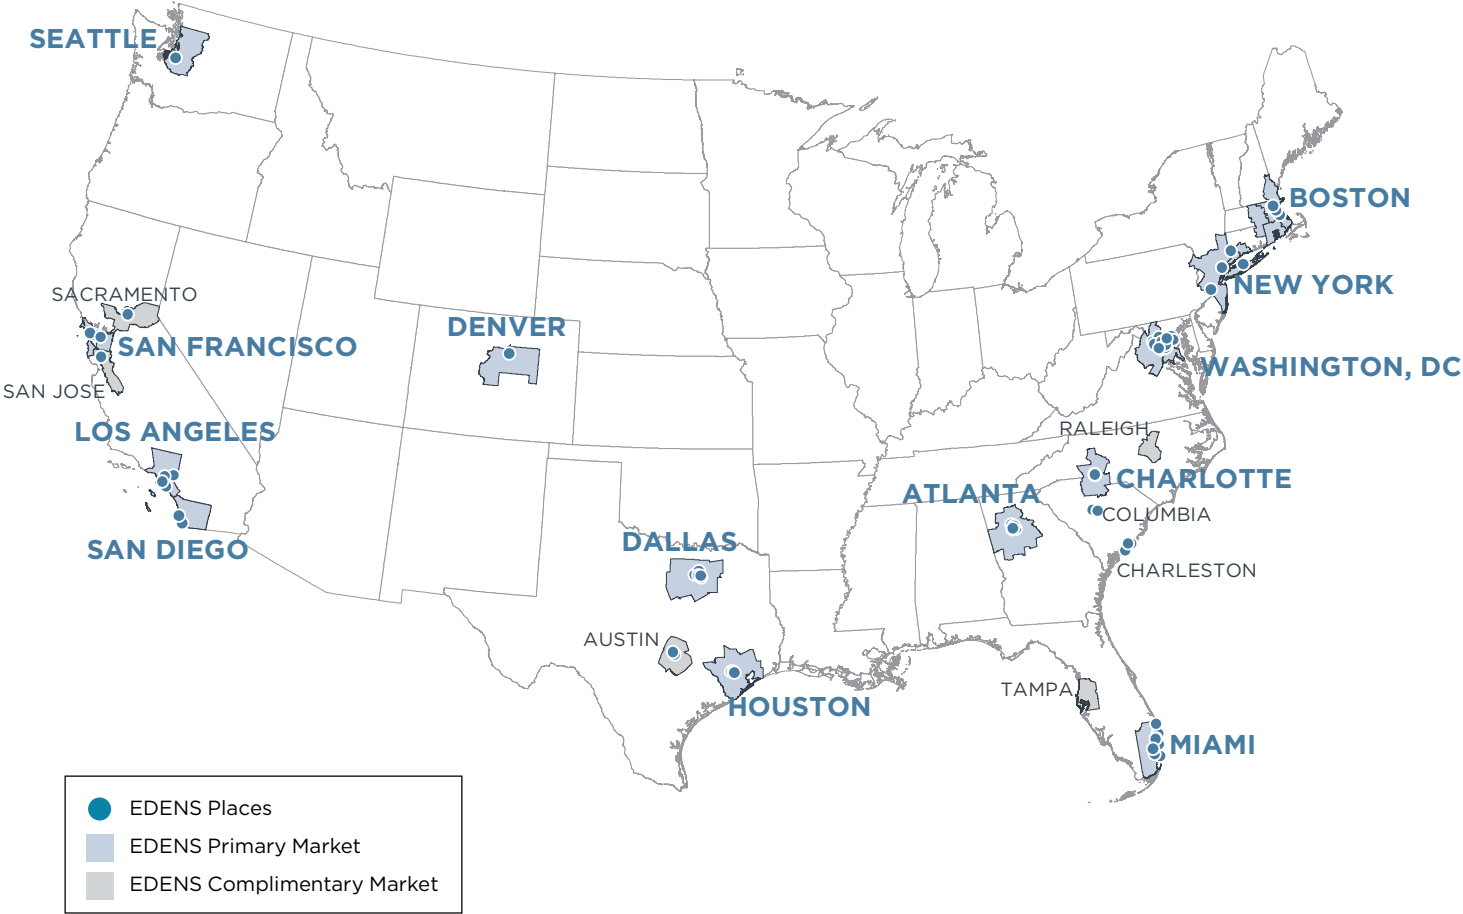 SEATTLE
BOSTON
NEW YORK
SACRAMENTO
DENVER
SAN FRANCISCO
WASHINGTON, DC
SAN JOSE
LOS ANGELES
RALEIGH
CHARLOTTE
ATLANTA
COLUMBIA
DALLAS
SAN DIEGO
CHARLESTON
AUSTIN
TAMPA
HOUSTON
MIAMI
EDENS Places
EDENS Primary Market
EDENS Complimentary Market